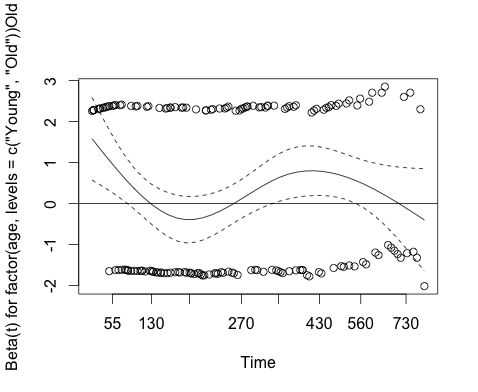 Beta(t) for factor(age, levels = c("Young", "Old"))Old
3
2
1
0
-1
-2
55 130 270 430 560 730
Time